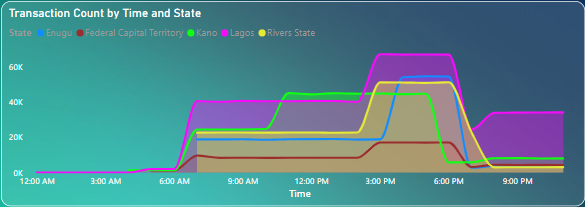 Transaction Count by Time and State
State Enugu Federal Capital Territory Kano Lagos Rivers State
60K
40K
20K
0K
12:00 AM 3:00 AM 6:00 AM 9:00 AM 12:00 PM 3:00 PM 6:00 PM 9:00 PM
Time